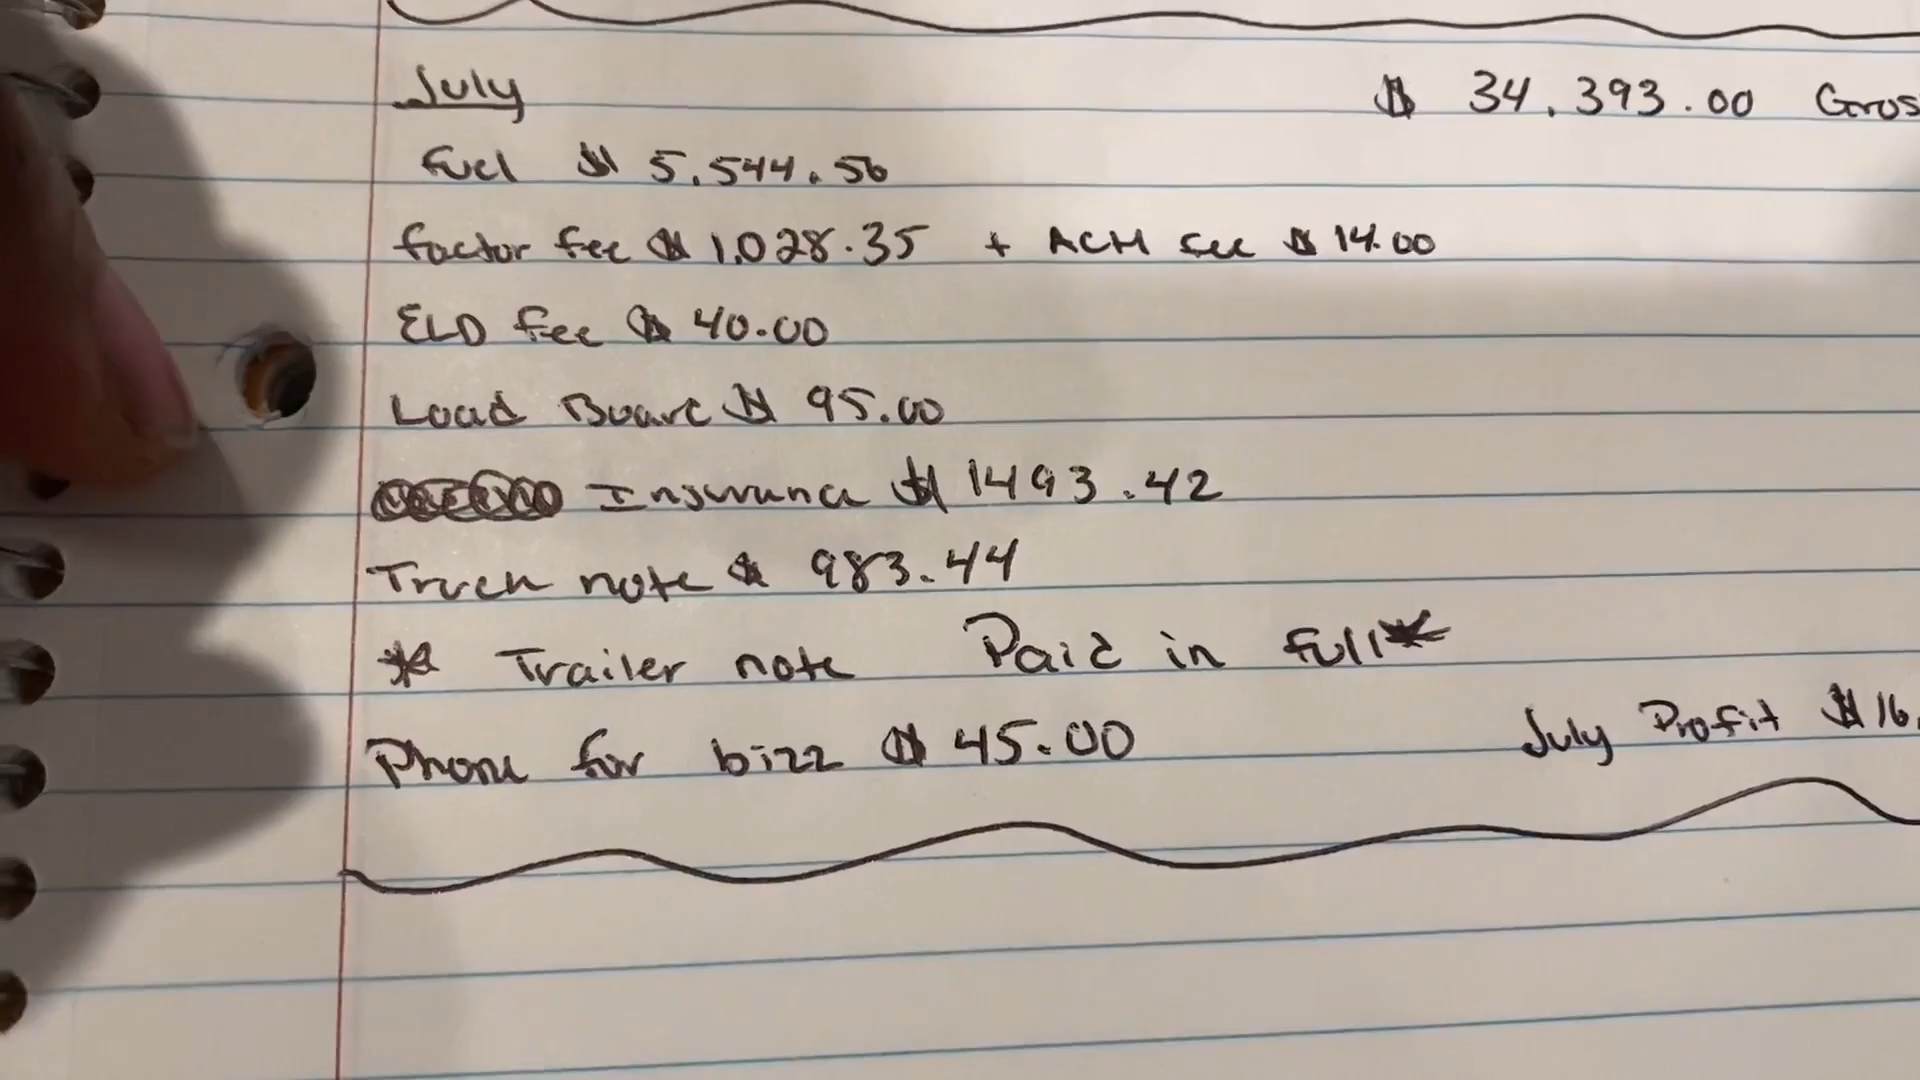 July $ 34,393.00 Gros
fuel $ 5,544.56
factor fee $ 1,028.35 + ACH fee $ 14.00
ELD fee $ 40.00
Load Board $ 95.00
Insurance $ 1493.42
Truck note $ 983.44
* Trailer note Paid in full*
Phone for bizz $ 45.00
July Profit $ 16,